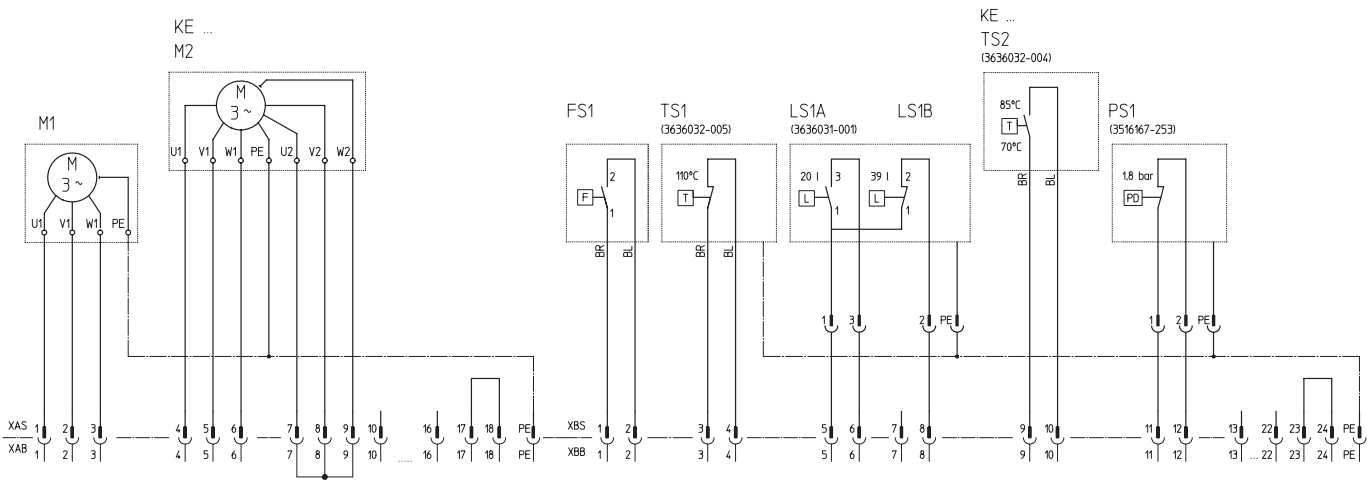 KE ...
M2
M
3 ~
U1 V1 W1 PE U2 V2 W2
M1
M
3 ~
U1 V1 W1 PE
FS1
F
2
1
BR BL
TS1
(3636032-005)
110°C
T
BR BL
LS1A
(3636031-001)
LS1B
20 l 3
L
1
39 l 2
L
1
1 3 2 PE
KE ...
TS2
(3636032-004)
85°C
T
70°C
BR BL
PS1
(3516167-253)
1,8 bar
PD
1 2 PE
XAS 1 2 3 4 5 6 7 8 9 10 16 17 18 PE
XAB 1 2 3 4 5 6 7 8 9 10 ..... 16 17 18 PE
XBS 1 2 3 4 5 6 7 8 9 10 11 12 13 22 23 24 PE
XBB 1 2 3 4 5 6 7 8 9 10 11 12 13 ... 22 23 24 PE